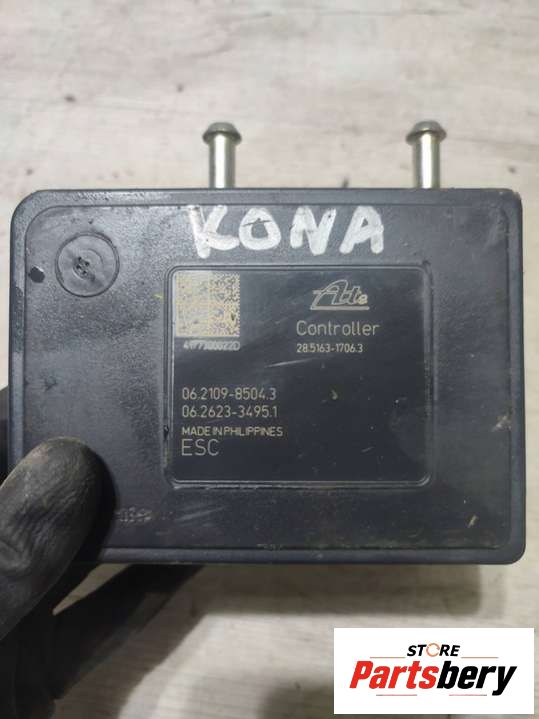 KONA
Ate
Controller
28.5163-1706.3
06.2109-8504.3
06.2623-3495.1
MADE IN PHILIPPINES
ESC
STORE
Partsbery